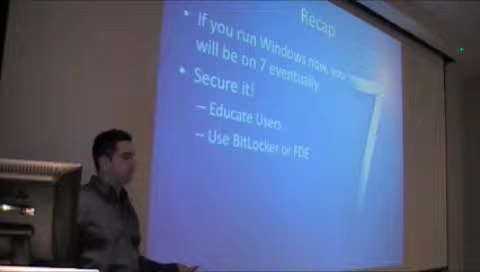 Recap
• If you run Windows now, you
will be on 7 eventually
• Secure it!
– Educate Users
– Use BitLocker or FDE